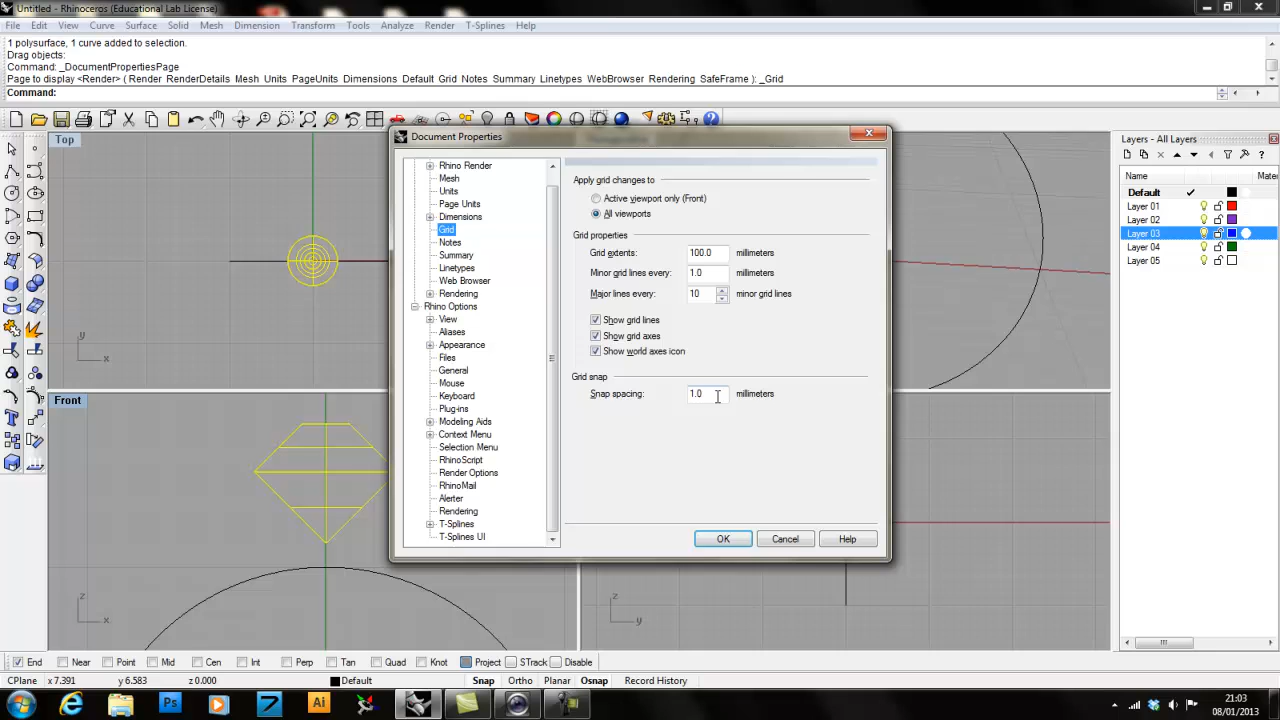 Untitled - Rhinoceros (Educational Lab License)
File Edit View Curve Surface Solid Mesh Dimension Transform Tools Analyze Render T-Splines Help
1 polysurface, 1 curve added to selection.
Drag objects:
Command: _DocumentPropertiesPage
Page to display <Render> ( Render RenderDetails Mesh Units PageUnits Dimensions Default Grid Notes Summary Linetypes WebBrowser Rendering SafeFrame ): _Grid
Command:
Top
y
x
Front
z
x
z
y
Document Properties
Rhino Render
Mesh
Units
Page Units
Dimensions
Grid
Notes
Summary
Linetypes
Web Browser
Rendering
Rhino Options
View
Aliases
Appearance
Files
General
Mouse
Keyboard
Plug-ins
Modeling Aids
Context Menu
Selection Menu
RhinoScript
Render Options
RhinoMail
Alerter
Rendering
T-Splines
T-Splines UI
Apply grid changes to
Active viewport only (Front)
All viewports
Grid properties
Grid extents: 100.0 millimeters
Minor grid lines every: 1.0 millimeters
Major lines every: 10 minor grid lines
Show grid lines
Show grid axes
Show world axes icon
Grid snap
Snap spacing: 1.0 millimeters
OK Cancel Help
Layers - All Layers
Name Mater
Default
Layer 01
Layer 02
Layer 03
Layer 04
Layer 05
End Near Point Mid Cen Int Perp Tan Quad Knot Project STrack Disable
CPlane x 7.391 y 6.583 z 0.000 Default Snap Ortho Planar Osnap Record History
Ps Ai
21:03
08/01/2013